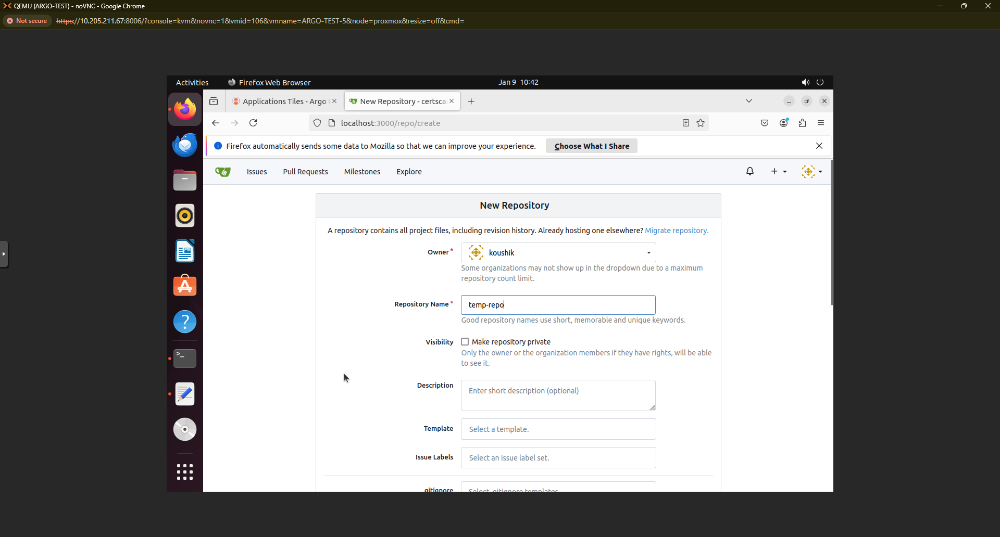 QEMU (ARGO-TEST) - noVNC - Google Chrome
Not secure https://10.205.211.67:8006/?console=kvm&novnc=1&vmid=106&vmname=ARGO-TEST-5&node=proxmox&resize=off&cmd=
Activities Firefox Web Browser Jan 9 10:42
Applications Tiles - Argo New Repository - certsca
localhost:3000/repo/create
Firefox automatically sends some data to Mozilla so that we can improve your experience. Choose What I Share
Issues Pull Requests Milestones Explore
New Repository
A repository contains all project files, including revision history. Already hosting one elsewhere? Migrate repository.
Owner * koushik
Some organizations may not show up in the dropdown due to a maximum
repository count limit.
Repository Name * temp-repo
Good repository names use short, memorable and unique keywords.
Visibility Make repository private
Only the owner or the organization members if they have rights, will be able
to see it.
Description Enter short description (optional)
Template Select a template.
Issue Labels Select an issue label set.
.gitignore Select .gitignore templates.